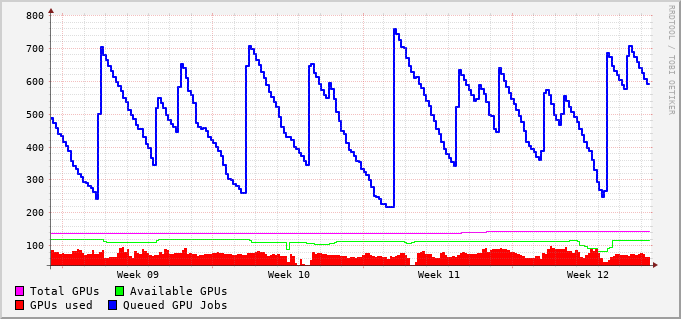 800
700
600
500
400
300
200
100
RRDTOOL / TOBI OETIKER
Week 09 Week 10 Week 11 Week 12
Total GPUs Available GPUs
GPUs used Queued GPU Jobs